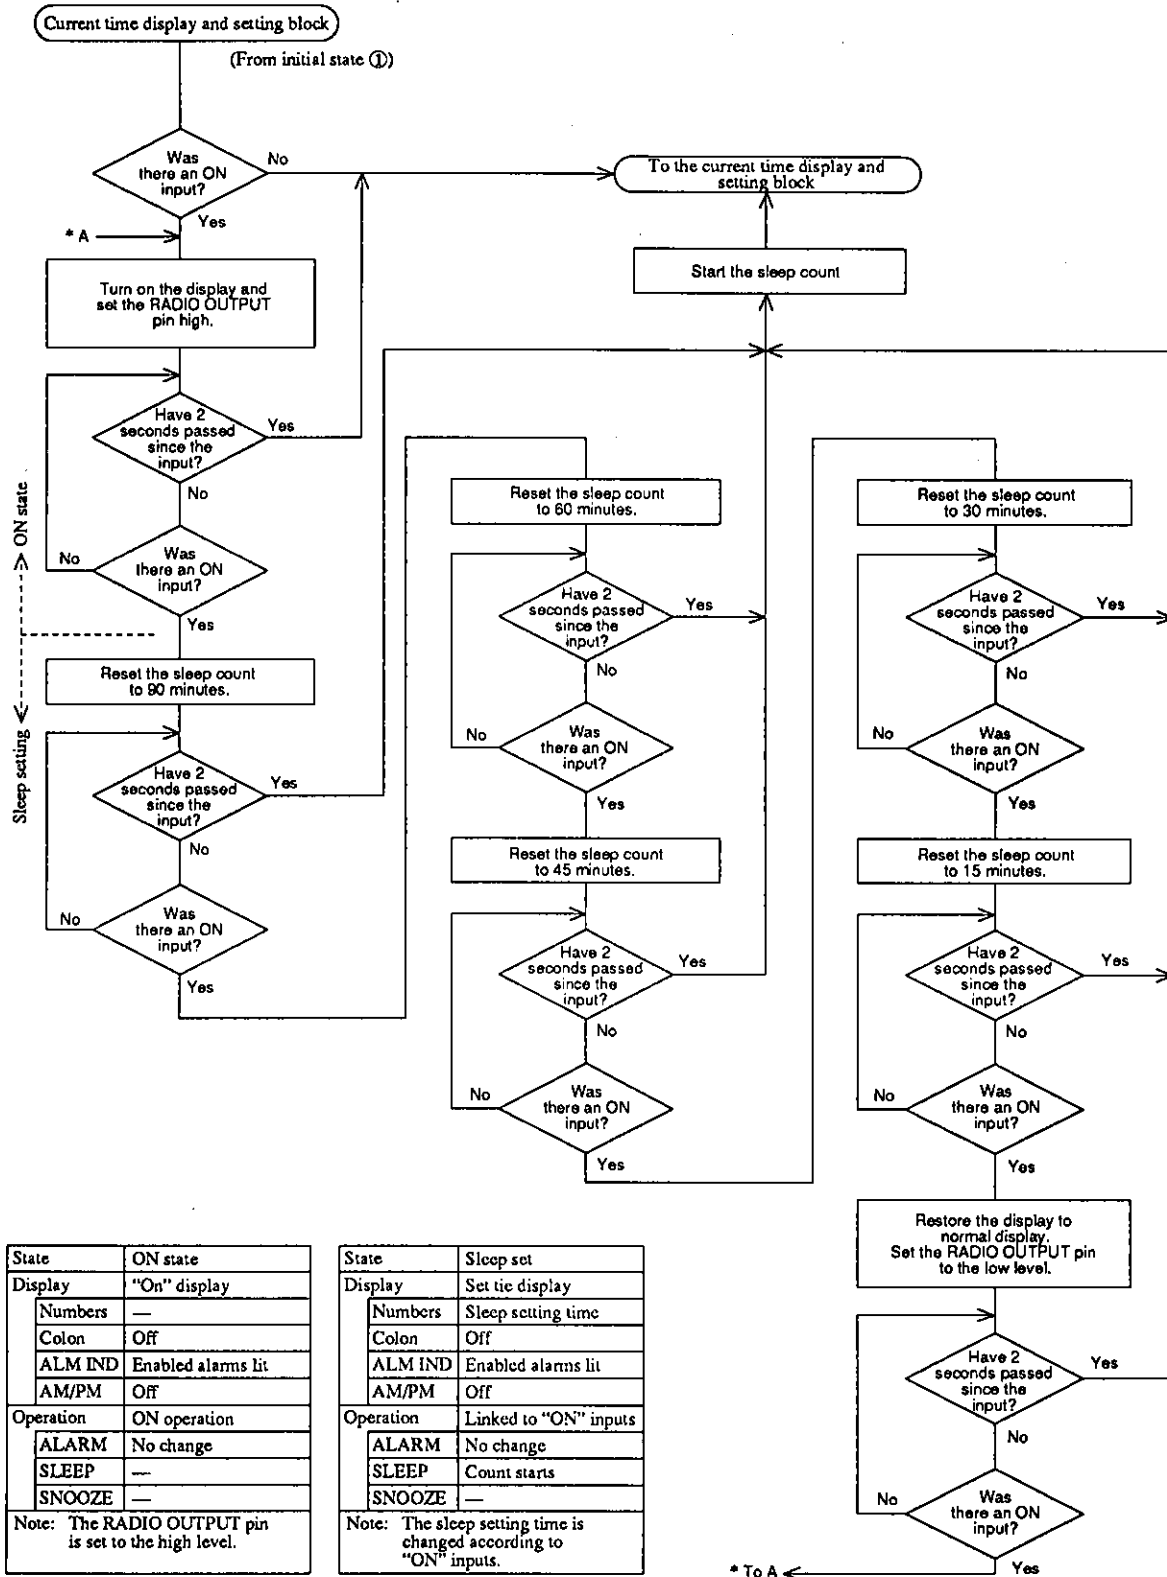 Current time display and setting block
(From initial state ①)
Was
there an ON
input?
No
Yes
* A
To the current time display and
setting block
Start the sleep count
Turn on the display and
set the RADIO OUTPUT
pin high.
Have 2
seconds passed
since the
input?
Yes
No
Was
there an ON
input?
No
Yes
ON state
Sleep setting
Reset the sleep count
to 90 minutes.
Have 2
seconds passed
since the
input?
Yes
No
Was
there an ON
input?
No
Yes
Reset the sleep count
to 60 minutes.
Have 2
seconds passed
since the
input?
Yes
No
Was
there an ON
input?
No
Yes
Reset the sleep count
to 45 minutes.
Have 2
seconds passed
since the
input?
Yes
No
Was
there an ON
input?
No
Yes
Reset the sleep count
to 30 minutes.
Have 2
seconds passed
since the
input?
Yes
No
Was
there an ON
input?
No
Yes
Reset the sleep count
to 15 minutes.
Have 2
seconds passed
since the
input?
Yes
No
Was
there an ON
input?
No
Yes
Restore the display to
normal display.
Set the RADIO OUTPUT pin
to the low level.
Have 2
seconds passed
since the
input?
Yes
No
Was
there an ON
input?
No
Yes
* To A
State ON state
Display "On" display
Numbers —
Colon Off
ALM IND Enabled alarms lit
AM/PM Off
Operation ON operation
ALARM No change
SLEEP —
SNOOZE —
Note: The RADIO OUTPUT pin
is set to the high level.
State Sleep set
Display Set tie display
Numbers Sleep setting time
Colon Off
ALM IND Enabled alarms lit
AM/PM Off
Operation Linked to "ON" inputs
ALARM No change
SLEEP Count starts
SNOOZE —
Note: The sleep setting time is
changed according to
"ON" inputs.